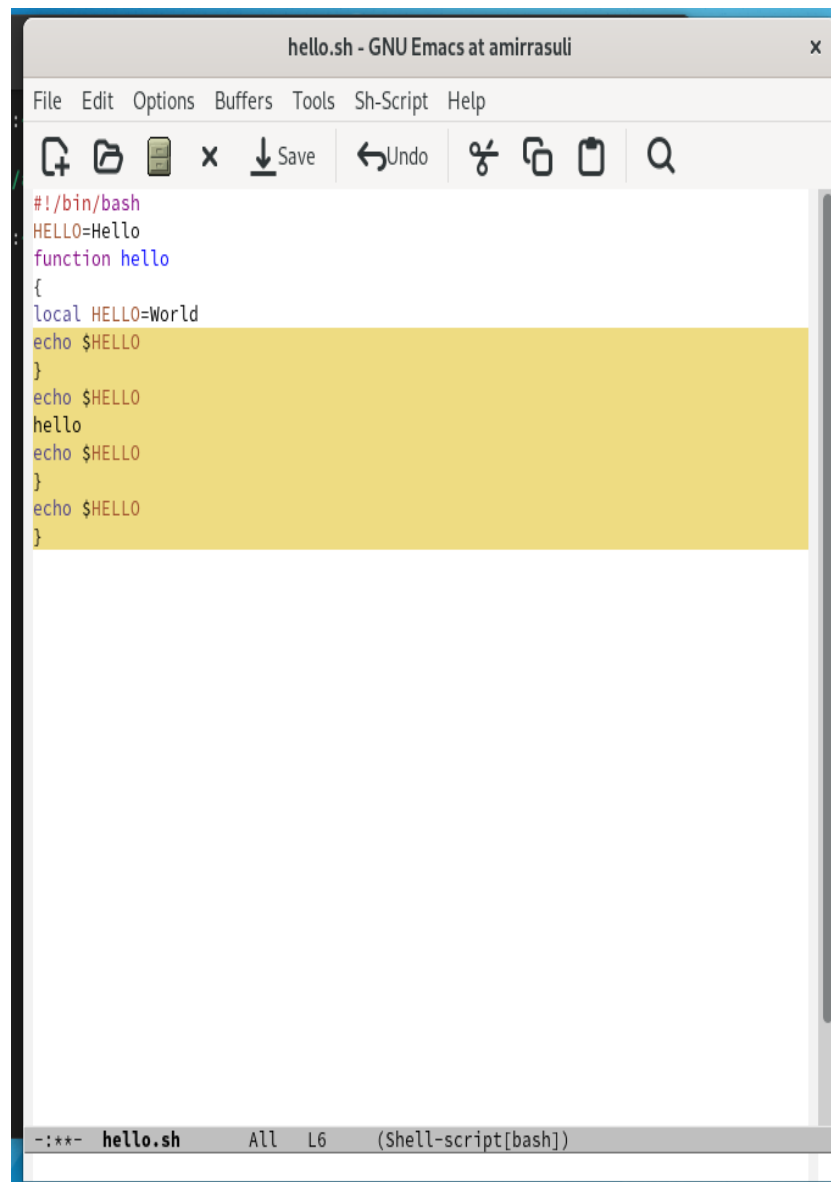 hello.sh - GNU Emacs at amirrasuli x
File Edit Options Buffers Tools Sh-Script Help
Save Undo
#!/bin/bash
HELLO=Hello
function hello
{
local HELLO=World
echo $HELLO
}
echo $HELLO
hello
echo $HELLO
}
echo $HELLO
}
-:**- hello.sh All L6 (Shell-script[bash])